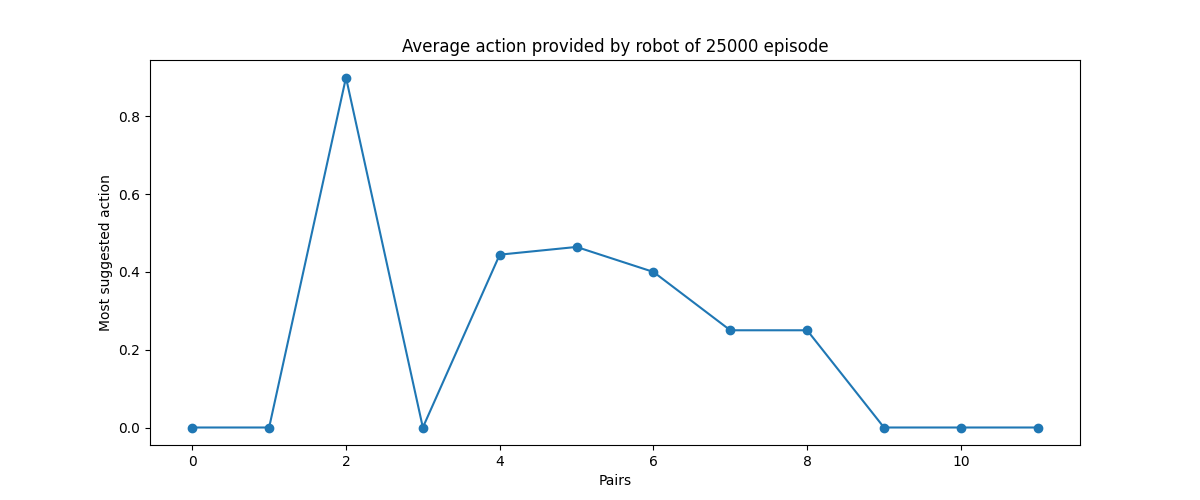 Average action provided by robot of 25000 episode
0.8
0.6
0.4
0.2
0.0
Most suggested action
0 2 4 6 8 10
Pairs